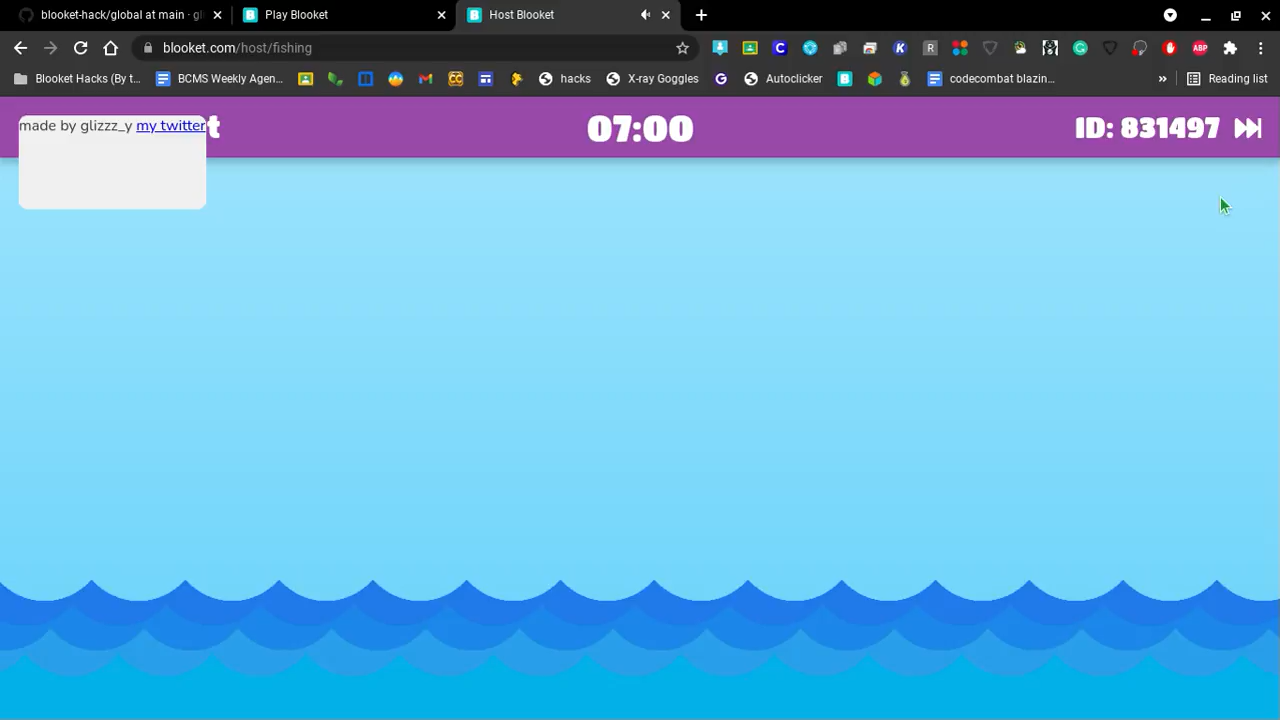 blooket-hack/global at main · gl
Play Blooket
Host Blooket
blooket.com/host/fishing
ABP
Blooket Hacks (By t...
BCMS Weekly Agen...
hacks
X-ray Goggles
Autoclicker
codecombat blazin...
»
Reading list
made by glizzz_y my twitter
t
07:00
ID: 831497